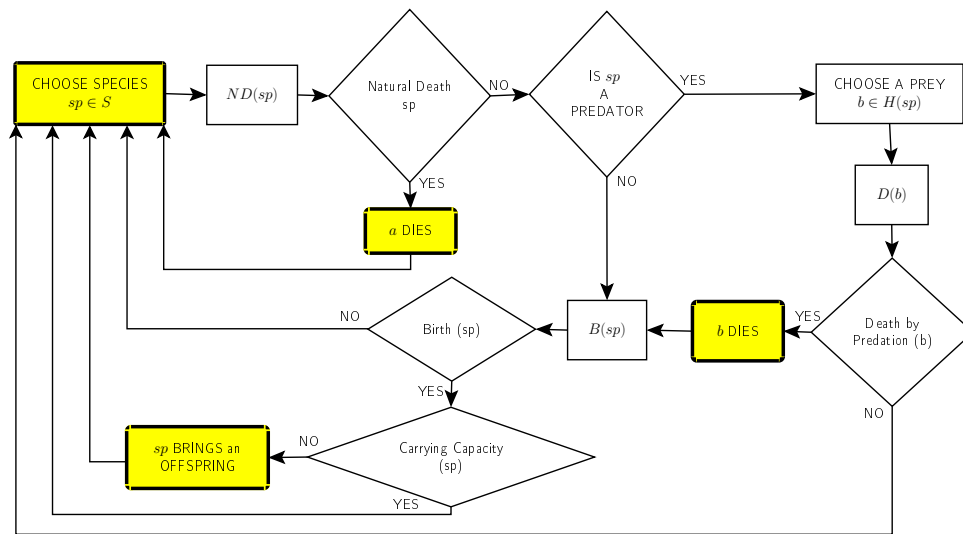 CHOOSE SPECIES
sp ∈ S
ND(sp)
Natural Death
sp
NO
YES
a DIES
IS sp
A
PREDATOR
YES
NO
CHOOSE A PREY
b ∈ H(sp)
D(b)
Death by
Predation (b)
YES
NO
b DIES
B(sp)
Birth (sp)
NO
YES
Carrying Capacity
(sp)
NO
YES
sp BRINGS an
OFFSPRING